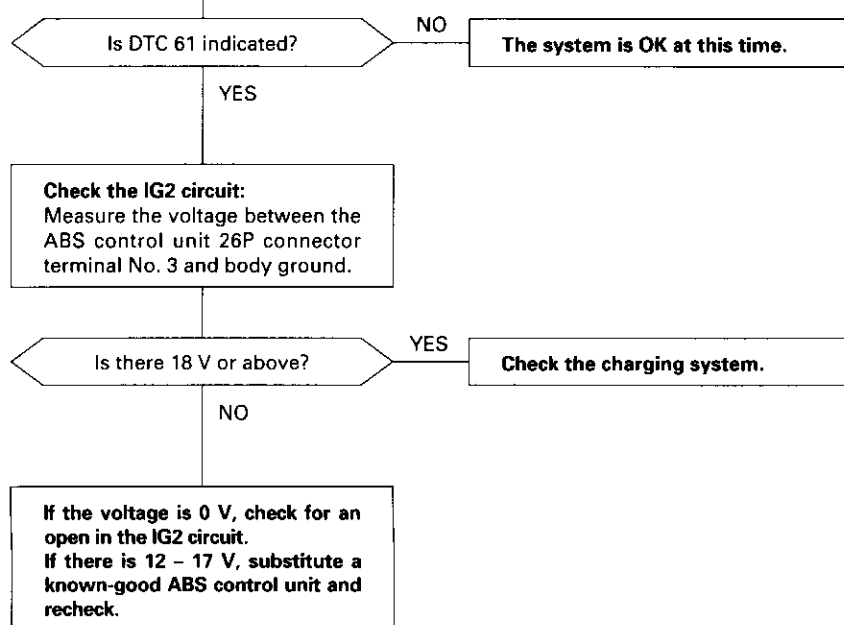 Is DTC 61 indicated?
NO
The system is OK at this time.
YES
Check the IG2 circuit:
Measure the voltage between the
ABS control unit 26P connector
terminal No. 3 and body ground.
Is there 18 V or above?
YES
Check the charging system.
NO
If the voltage is 0 V, check for an
open in the IG2 circuit.
If there is 12 – 17 V, substitute a
known-good ABS control unit and
recheck.